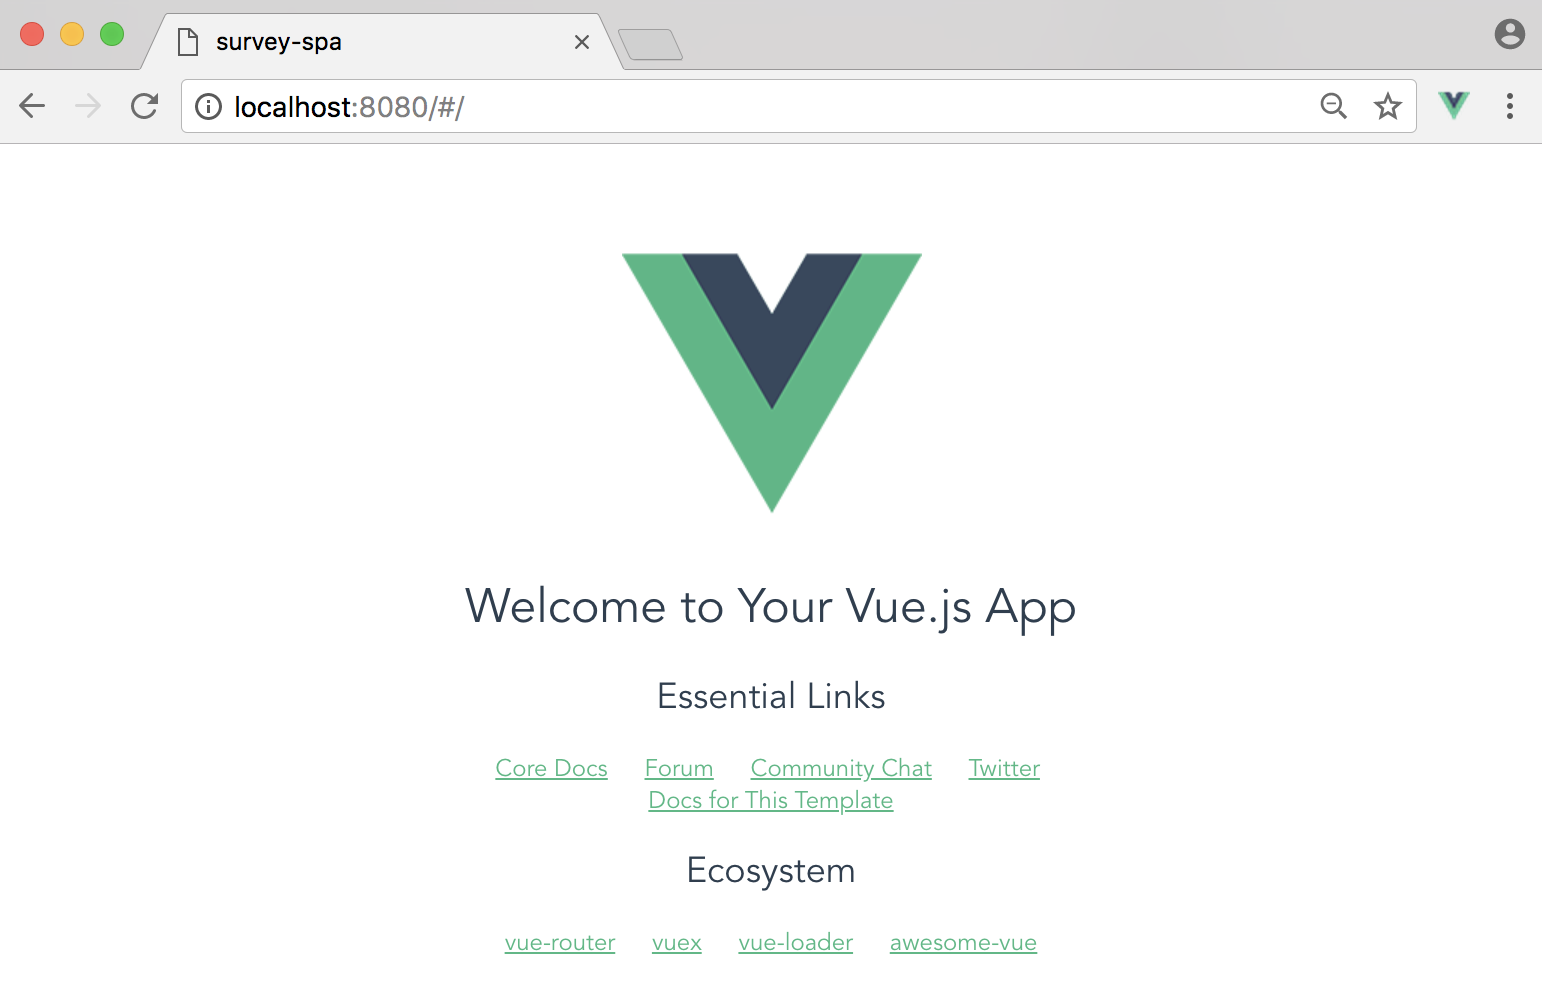 survey-spa
localhost:8080/#/
Welcome to Your Vue.js App
Essential Links
Core Docs Forum Community Chat Twitter
Docs for This Template
Ecosystem
vue-router vuex vue-loader awesome-vue